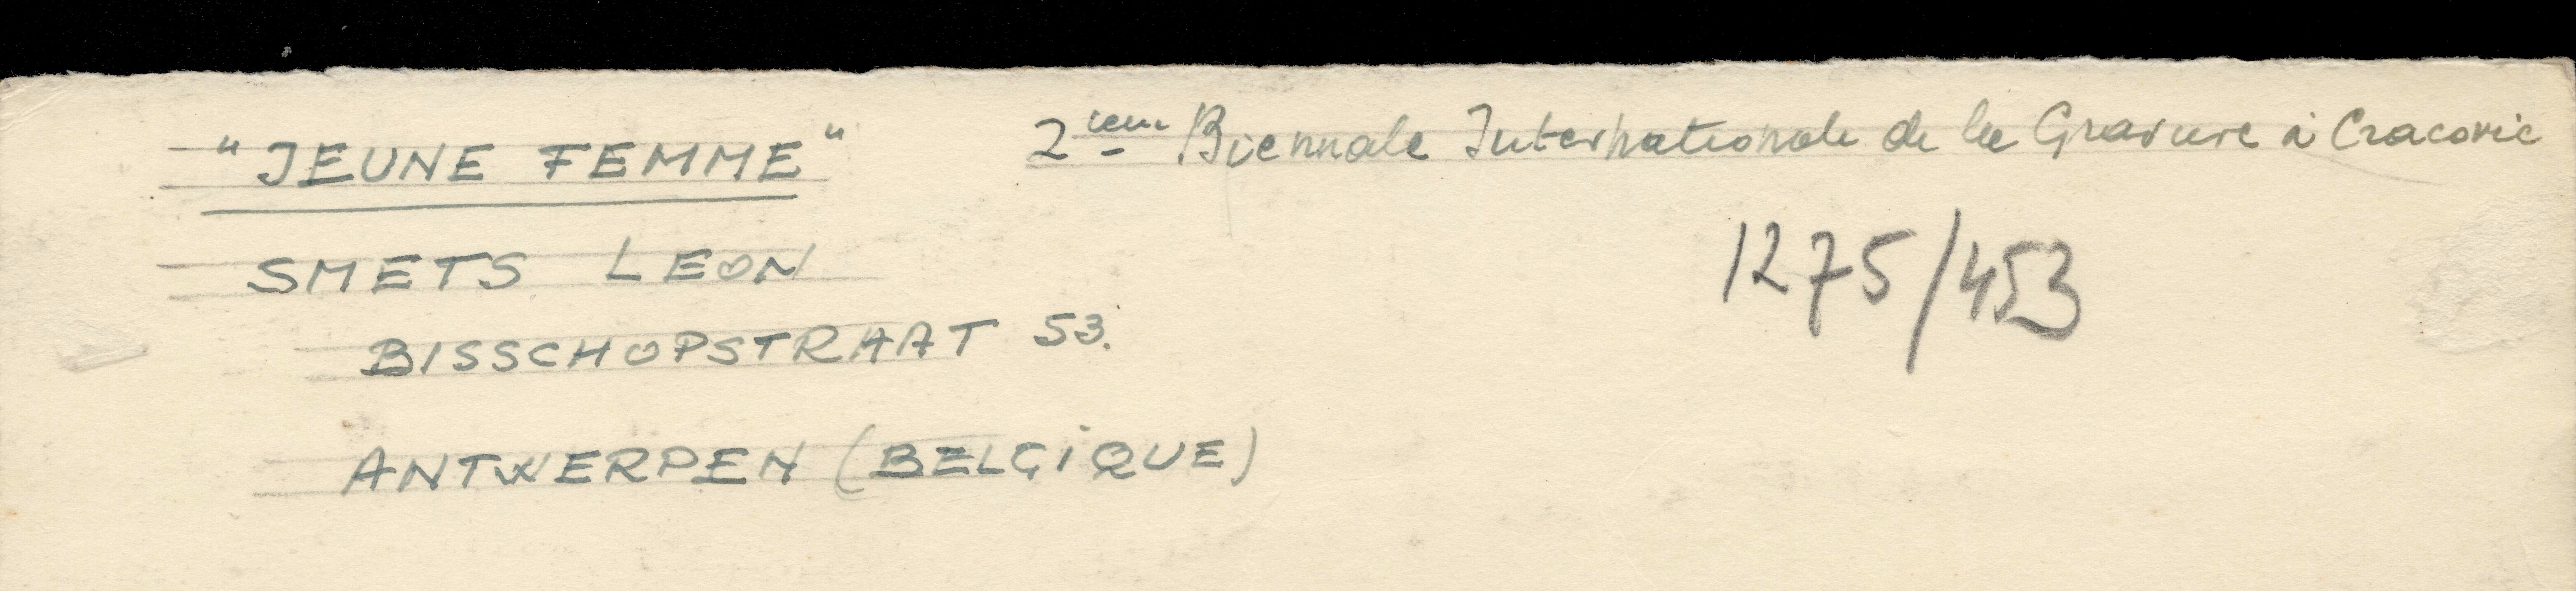 "JEUNE FEMME"
2ieme Biennale Internationale de la Gravure à Cracovie
1275/453
SMETS LEON
BISSCHOPSTRAAT 53.
ANTWERPEN (BELGIQUE)